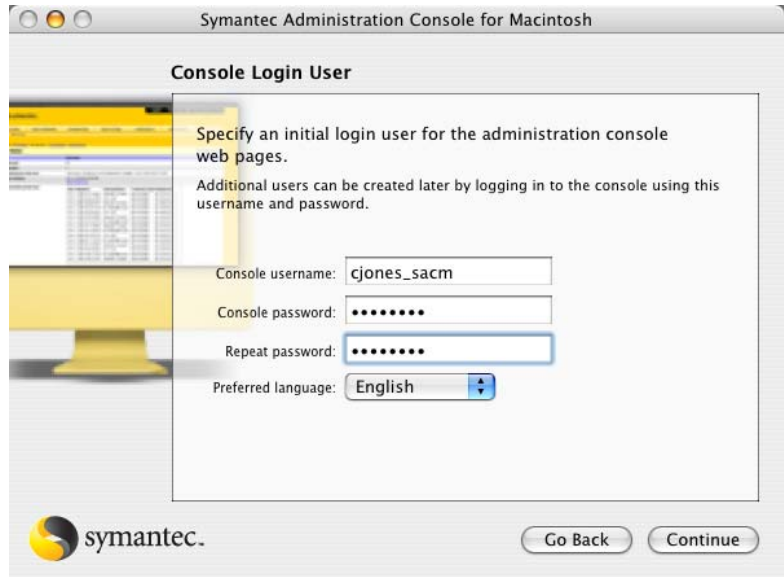 Symantec Administration Console for Macintosh
Console Login User
Specify an initial login user for the administration console
web pages.
Additional users can be created later by logging in to the console using this
username and password.
Console username: cjones_sacm
Console password: ••••••••
Repeat password: ••••••••
Preferred language: English
symantec.
Go Back
Continue